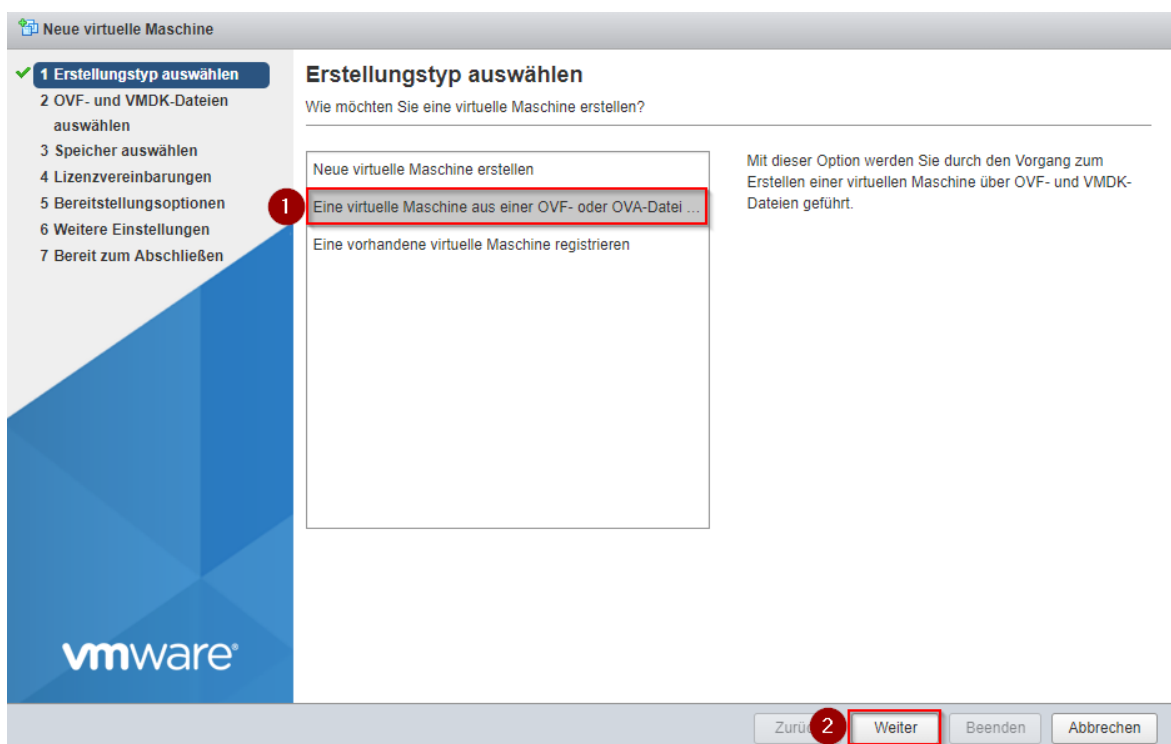 Neue virtuelle Maschine
1 Erstellungstyp auswählen
2 OVF- und VMDK-Dateien
auswählen
3 Speicher auswählen
4 Lizenzvereinbarungen
5 Bereitstellungsoptionen
6 Weitere Einstellungen
7 Bereit zum Abschließen
vmware®
Erstellungstyp auswählen
Wie möchten Sie eine virtuelle Maschine erstellen?
Neue virtuelle Maschine erstellen
1
Eine virtuelle Maschine aus einer OVF- oder OVA-Datei ...
Eine vorhandene virtuelle Maschine registrieren
Mit dieser Option werden Sie durch den Vorgang zum
Erstellen einer virtuellen Maschine über OVF- und VMDK-
Dateien geführt.
2
Weiter
Beenden
Abbrechen